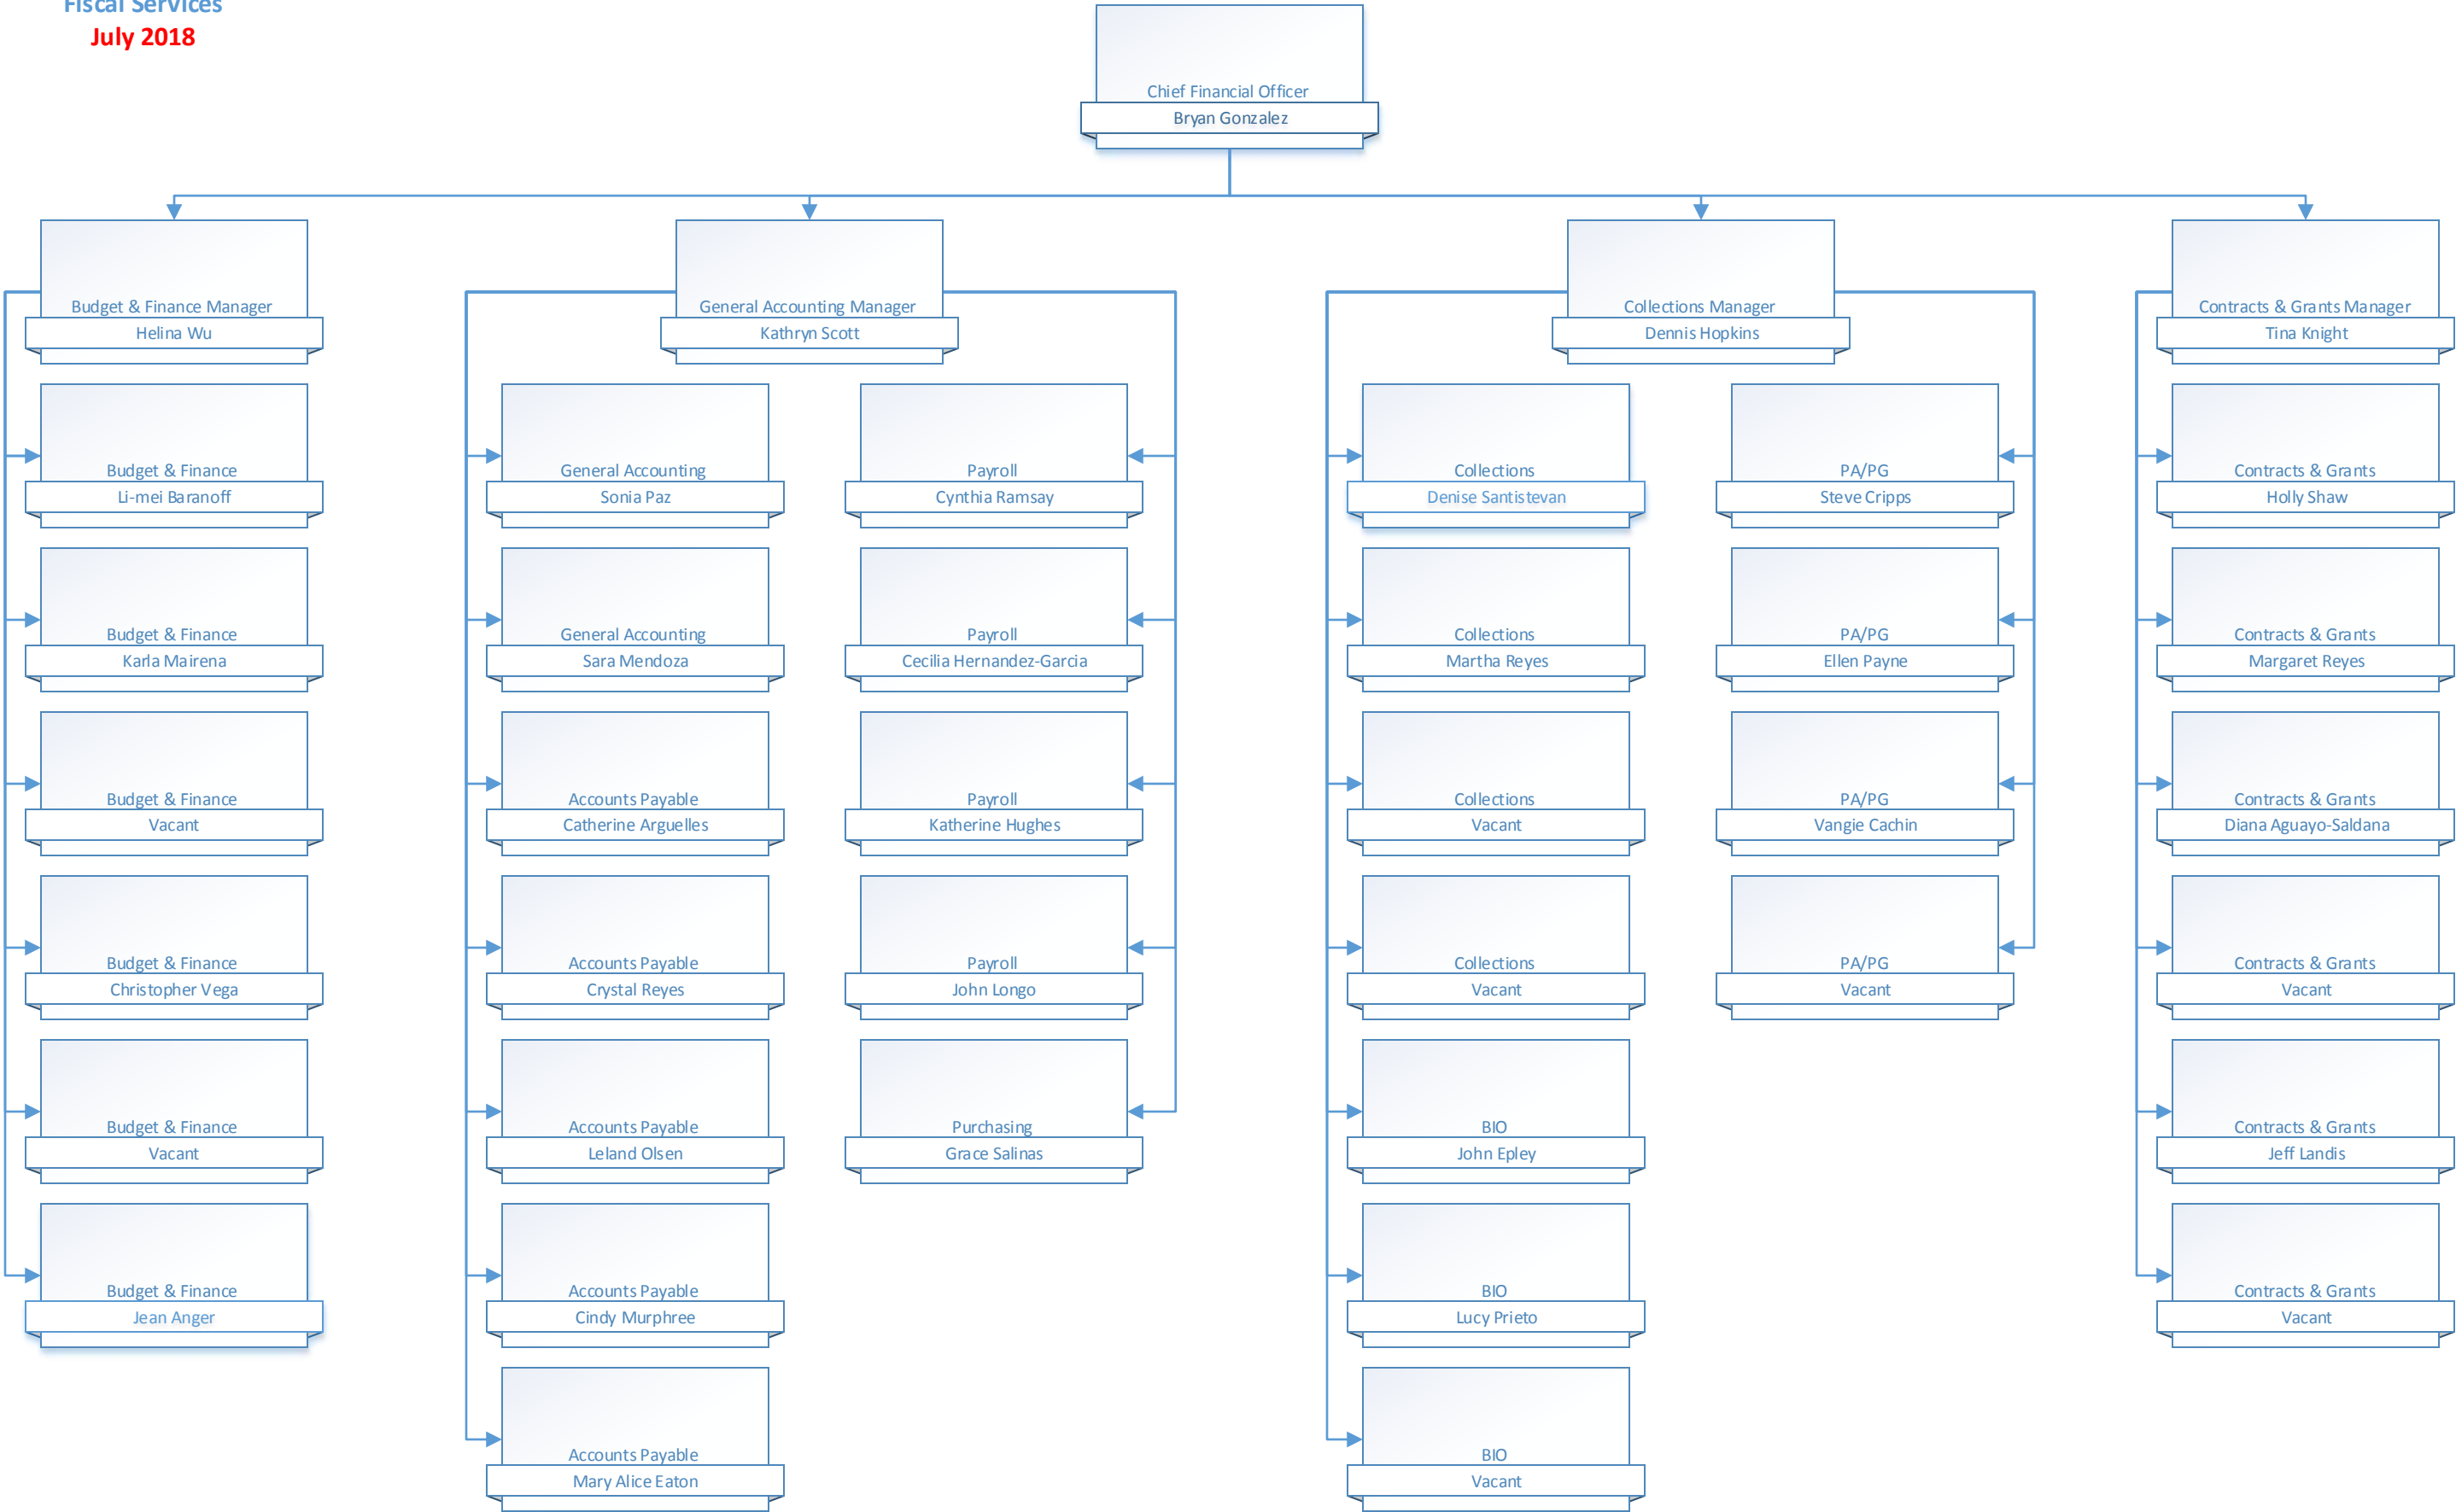 Fiscal Services
July 2018
Chief Financial Officer
Bryan Gonzalez
Budget & Finance Manager
Helina Wu
General Accounting Manager
Kathryn Scott
Collections Manager
Dennis Hopkins
Contracts & Grants Manager
Tina Knight
Budget & Finance
Li-mei Baranoff
General Accounting
Sonia Paz
Payroll
Cynthia Ramsay
Collections
Denise Santistevan
PA/PG
Steve Cripps
Contracts & Grants
Holly Shaw
Budget & Finance
Karla Mairena
General Accounting
Sara Mendoza
Payroll
Cecilia Hernandez-Garcia
Collections
Martha Reyes
PA/PG
Ellen Payne
Contracts & Grants
Margaret Reyes
Budget & Finance
Vacant
Accounts Payable
Catherine Arguelles
Payroll
Katherine Hughes
Collections
Vacant
PA/PG
Vangie Cachin
Contracts & Grants
Diana Aguayo-Saldana
Budget & Finance
Christopher Vega
Accounts Payable
Crystal Reyes
Payroll
John Longo
Collections
Vacant
PA/PG
Vacant
Contracts & Grants
Vacant
Budget & Finance
Vacant
Accounts Payable
Leland Olsen
Purchasing
Grace Salinas
BIO
John Epley
Contracts & Grants
Jeff Landis
Budget & Finance
Jean Anger
Accounts Payable
Cindy Murphree
BIO
Lucy Prieto
Contracts & Grants
Vacant
Accounts Payable
Mary Alice Eaton
BIO
Vacant